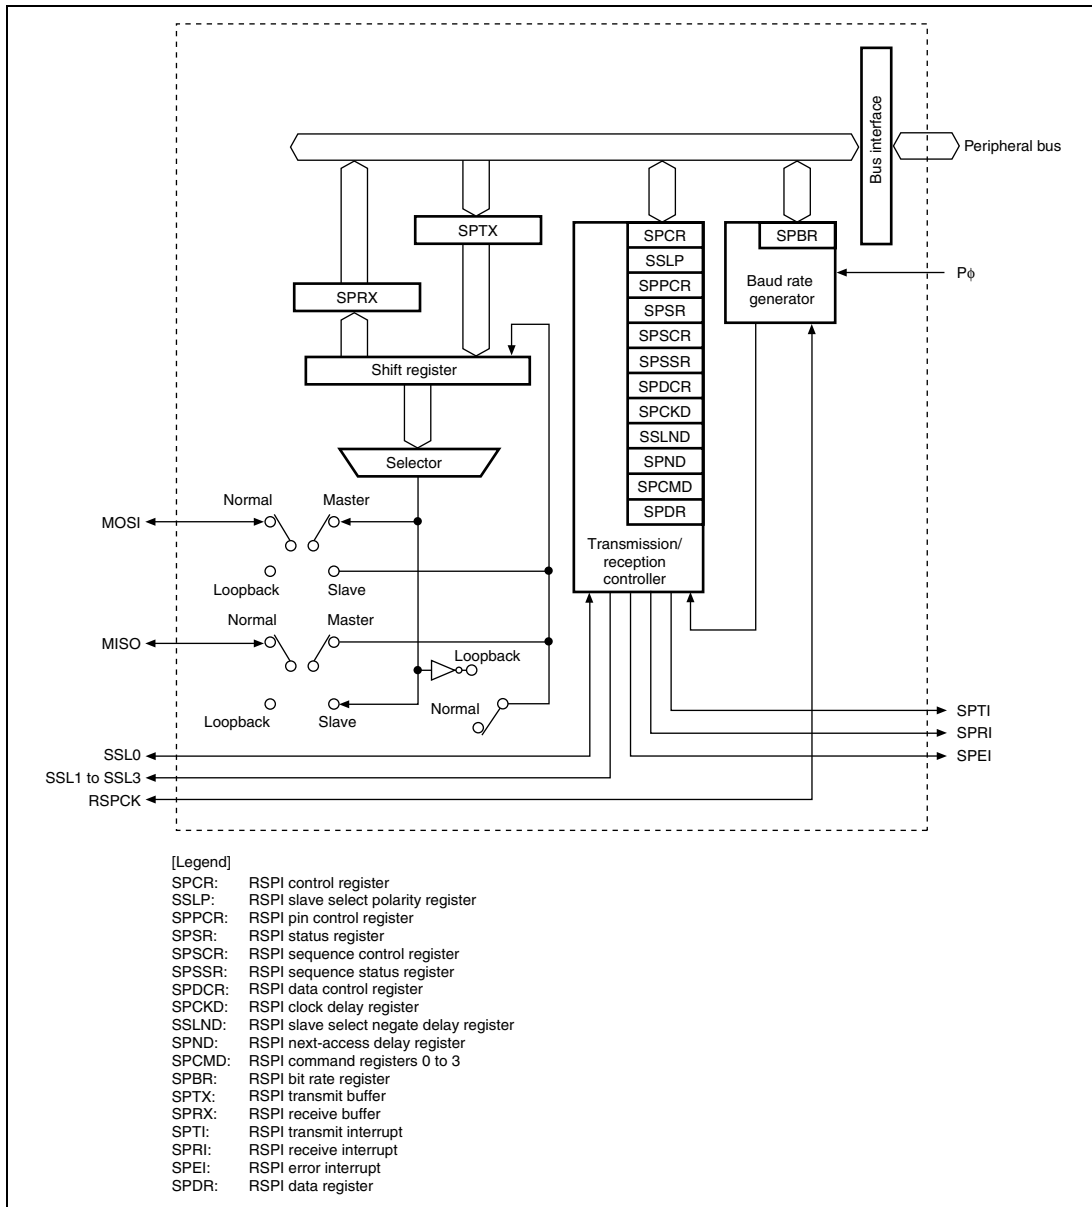 Bus interface
Peripheral bus
SPTX
SPCR
SPBR
SSLP
SPPCR
Baud rate
generator
Pφ
SPRX
SPSR
SPSCR
SPSSR
Shift register
SPDCR
SPCKD
SSLND
Selector
SPND
SPCMD
SPDR
Normal
Master
MOSI
Transmission/
reception
controller
Loopback
Slave
Normal
Master
MISO
Loopback
Loopback
Slave
Normal
SPTI
SPRI
SPEI
SSL0
SSL1 to SSL3
RSPCK
[Legend]
SPCR: RSPI control register
SSLP: RSPI slave select polarity register
SPPCR: RSPI pin control register
SPSR: RSPI status register
SPSCR: RSPI sequence control register
SPSSR: RSPI sequence status register
SPDCR: RSPI data control register
SPCKD: RSPI clock delay register
SSLND: RSPI slave select negate delay register
SPND: RSPI next-access delay register
SPCMD: RSPI command registers 0 to 3
SPBR: RSPI bit rate register
SPTX: RSPI transmit buffer
SPRX: RSPI receive buffer
SPTI: RSPI transmit interrupt
SPRI: RSPI receive interrupt
SPEI: RSPI error interrupt
SPDR: RSPI data register